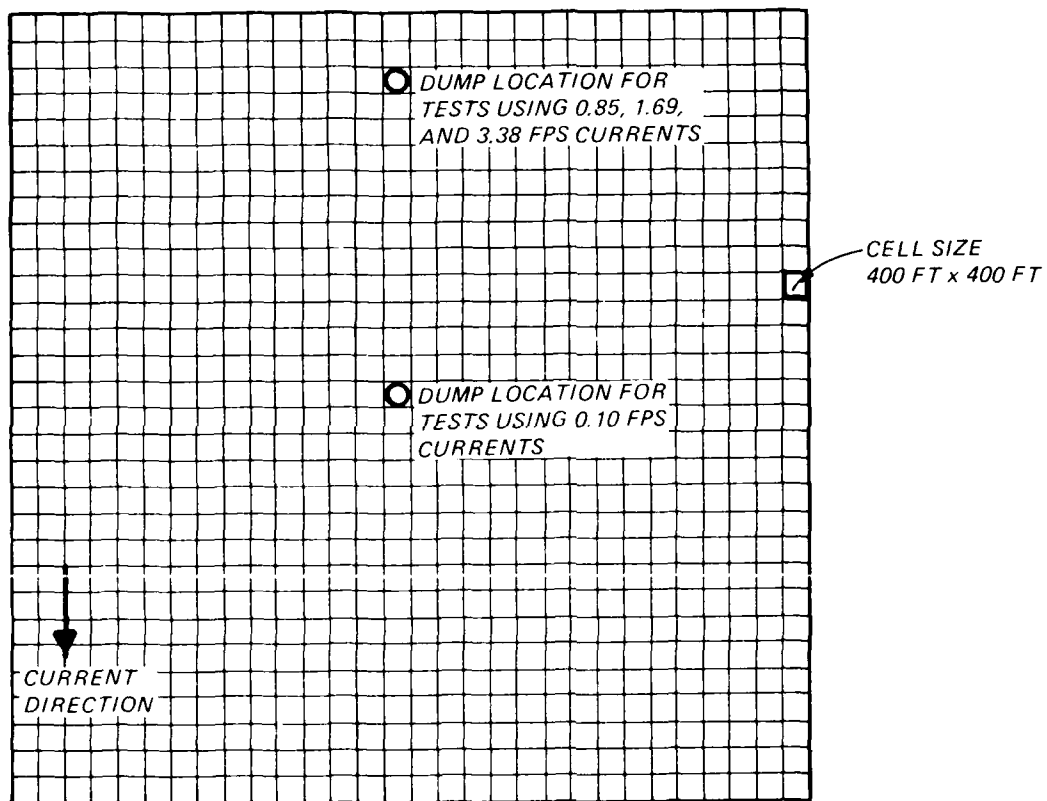 DUMP LOCATION FOR
TESTS USING 0.85, 1.69,
AND 3.38 FPS CURRENTS
CELL SIZE
400 FT x 400 FT
DUMP LOCATION FOR
TESTS USING 0.10 FPS
CURRENTS
CURRENT
DIRECTION